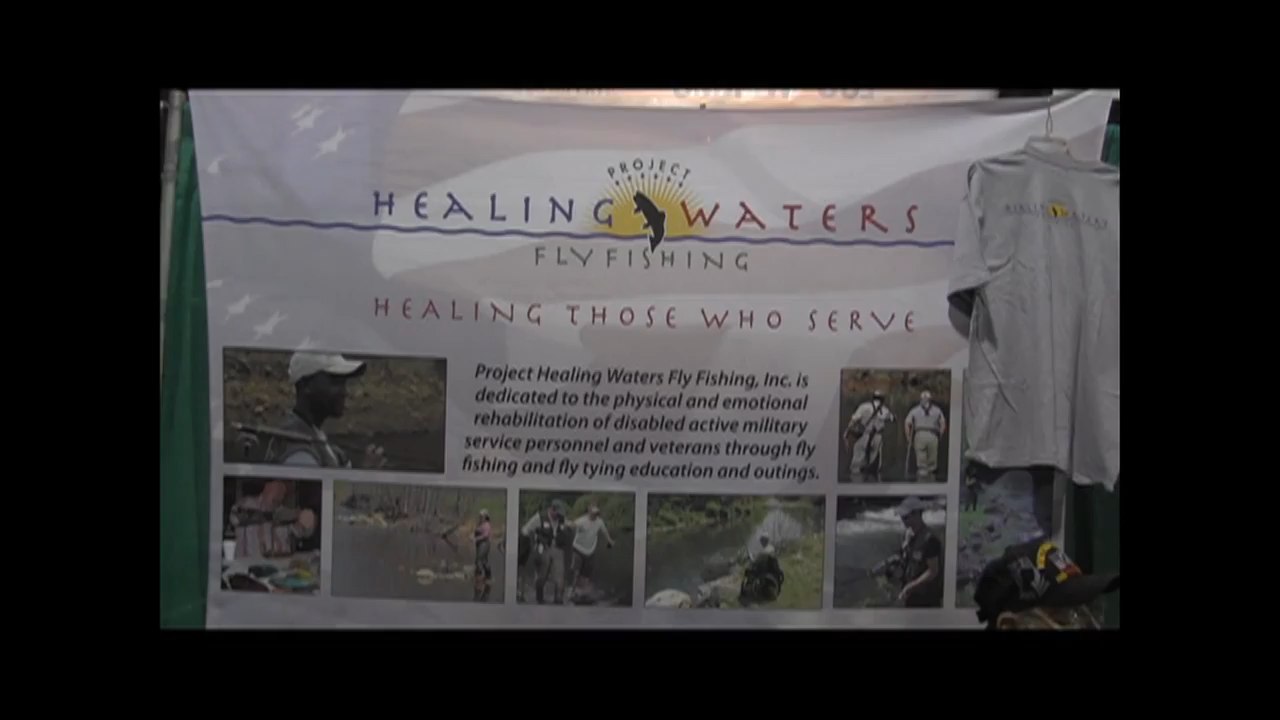 PROJECT
HEALING WATERS
FLYFISHING
HEALING THOSE WHO SERVE
Project Healing Waters Fly Fishing, Inc. is
dedicated to the physical and emotional
rehabilitation of disabled active military
service personnel and veterans through fly
fishing and fly tying education and outings.
HEALING WATERS